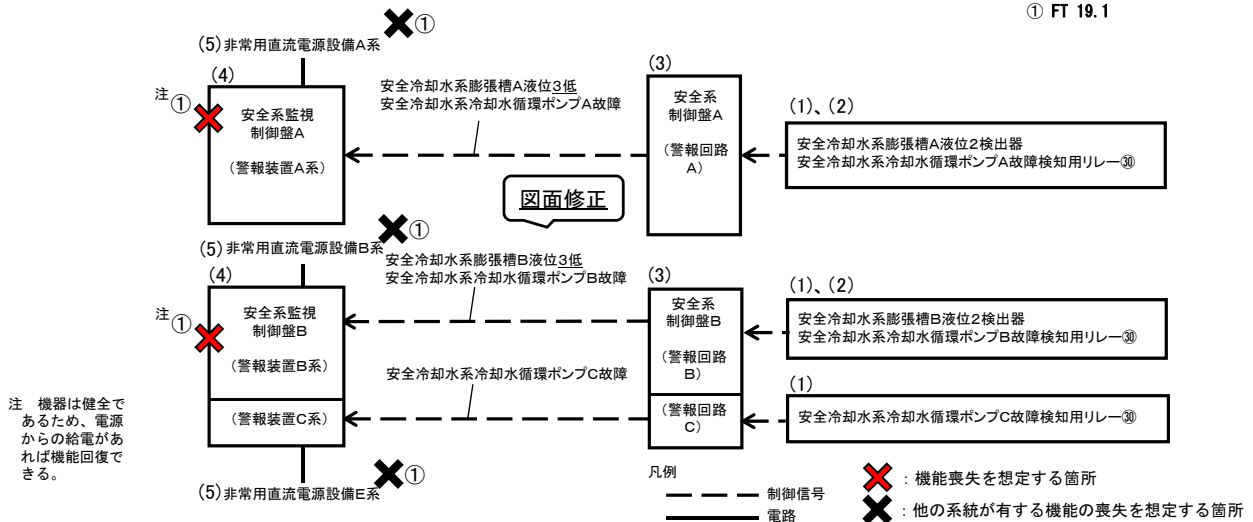 ① FT 19.1
(5)非常用直流電源設備A系
①
(4)
注①
安全系監視
制御盤A
(警報装置A系)
安全冷却水系膨張槽A液位3低
安全冷却水系冷却水循環ポンプA故障
(3)
安全系
制御盤A
(警報回路
A)
(1)、(2)
安全冷却水系膨張槽A液位2検出器
安全冷却水系冷却水循環ポンプA故障検知用リレー㉚
図面修正
(5)非常用直流電源設備B系
①
(4)
注①
安全系監視
制御盤B
(警報装置B系)
(警報装置C系)
安全冷却水系膨張槽B液位3低
安全冷却水系冷却水循環ポンプB故障
安全冷却水系冷却水循環ポンプC故障
(3)
安全系
制御盤B
(警報回路
B)
(警報回路
C)
(1)、(2)
安全冷却水系膨張槽B液位2検出器
安全冷却水系冷却水循環ポンプB故障検知用リレー㉚
(1)
安全冷却水系冷却水循環ポンプC故障検知用リレー㉚
注 機器は健全で
あるため、電源
からの給電があ
れば機能回復で
きる。
(5)非常用直流電源設備E系
①
凡例
制御信号
電路
:機能喪失を想定する箇所
:他の系統が有する機能の喪失を想定する箇所